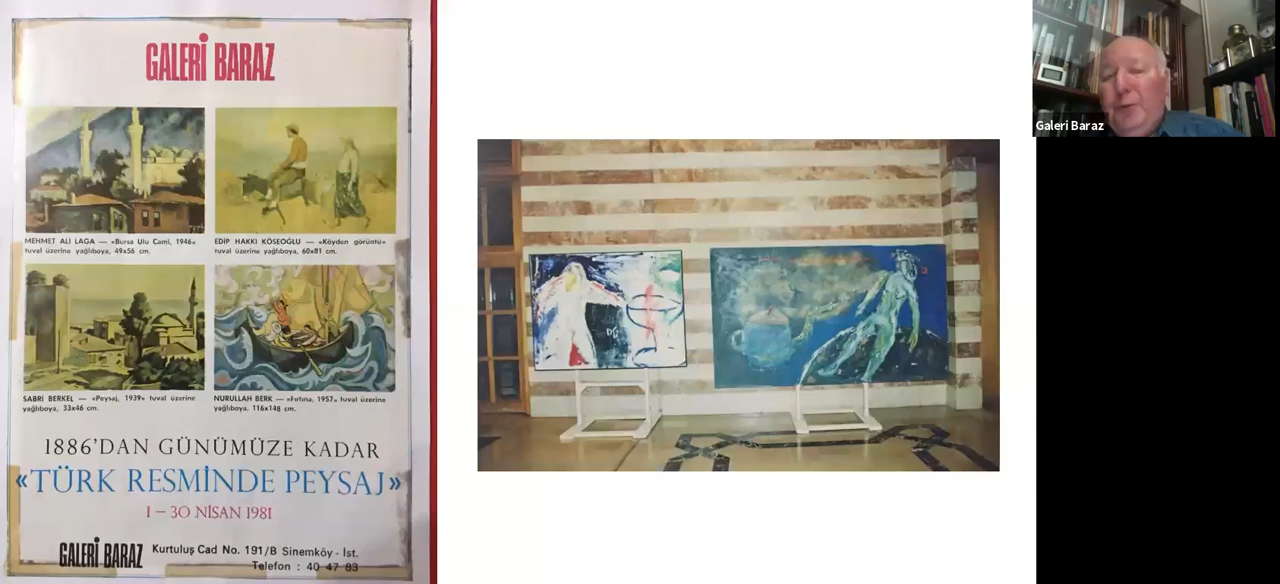 GALERİ BARAZ
MEHMET ALİ LAGA — «Bursa Ulu Cami, 1946»
tuval üzerine yağlıboya, 49x56 cm.
EDİP HAKKI KÖSEOĞLU — «Köyden görüntü»
tuval üzerine yağlıboya, 60x81 cm.
SABRİ BERKEL — «Peysaj, 1939» tuval üzerine
yağlıboya, 33x46 cm.
NURULLAH BERK — «Fırtına, 1957» tuval üzerine
yağlıboya, 116x148 cm.
1886'DAN GÜNÜMÜZE KADAR
«TÜRK RESMİNDE PEYSAJ»
1 – 30 NİSAN 1981
GALERİ BARAZ Kurtuluş Cad No. 191/B Sinemköy - İst.
Telefon : 40 47 83
Galeri Baraz